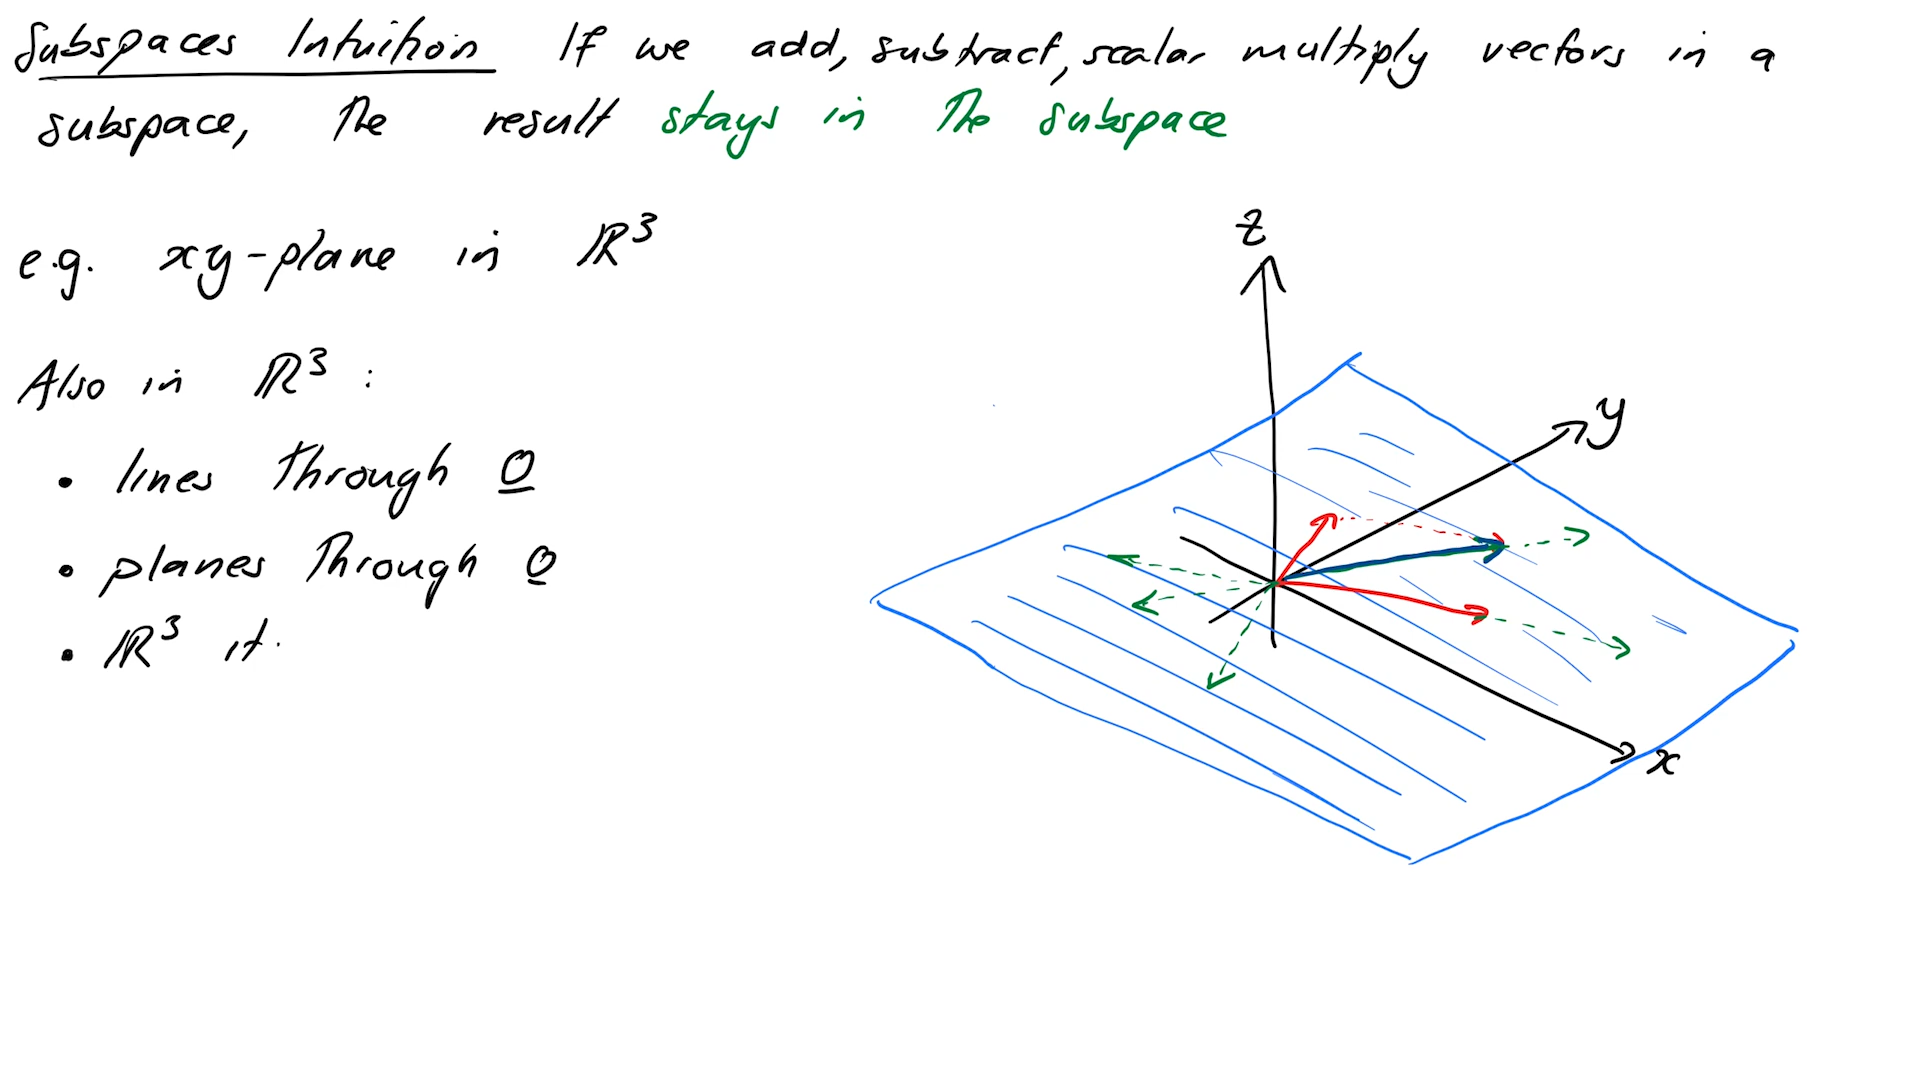 Subspaces Intuition If we add, subtract, scalar multiply vectors in a
subspace, the result stays in the subspace
e.g. xy-plane in ℝ³
Also in ℝ³ :
• lines through 0
• planes through 0
• ℝ³ it
z
y
x